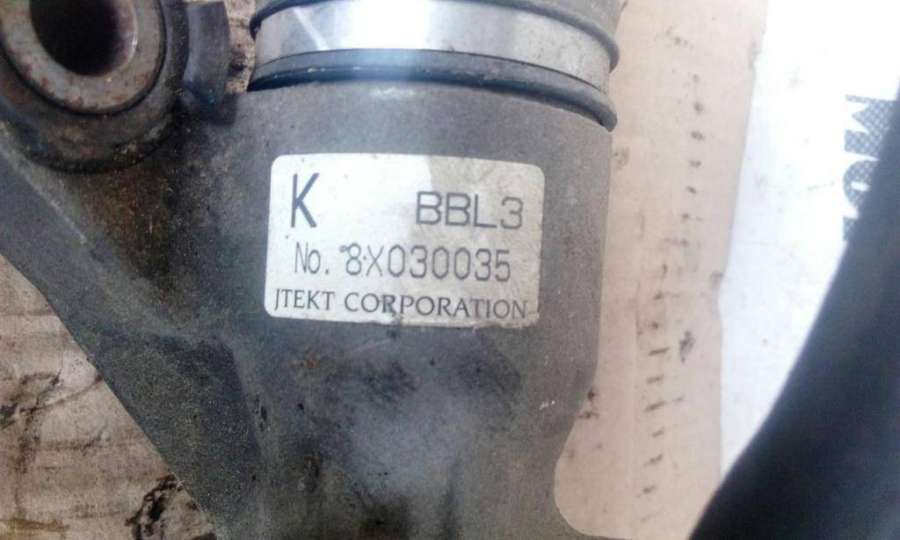 K BBL3
No. 8X030035
JTEKT CORPORATION